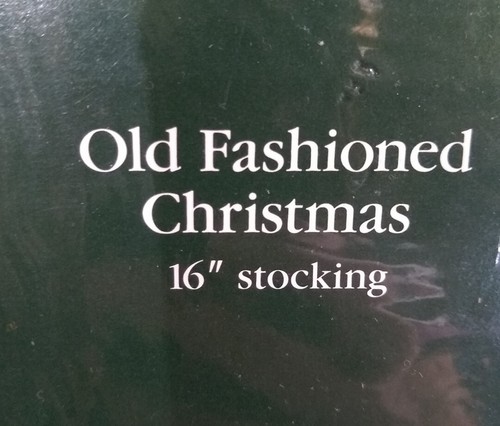 Old Fashioned
Christmas
16" stocking